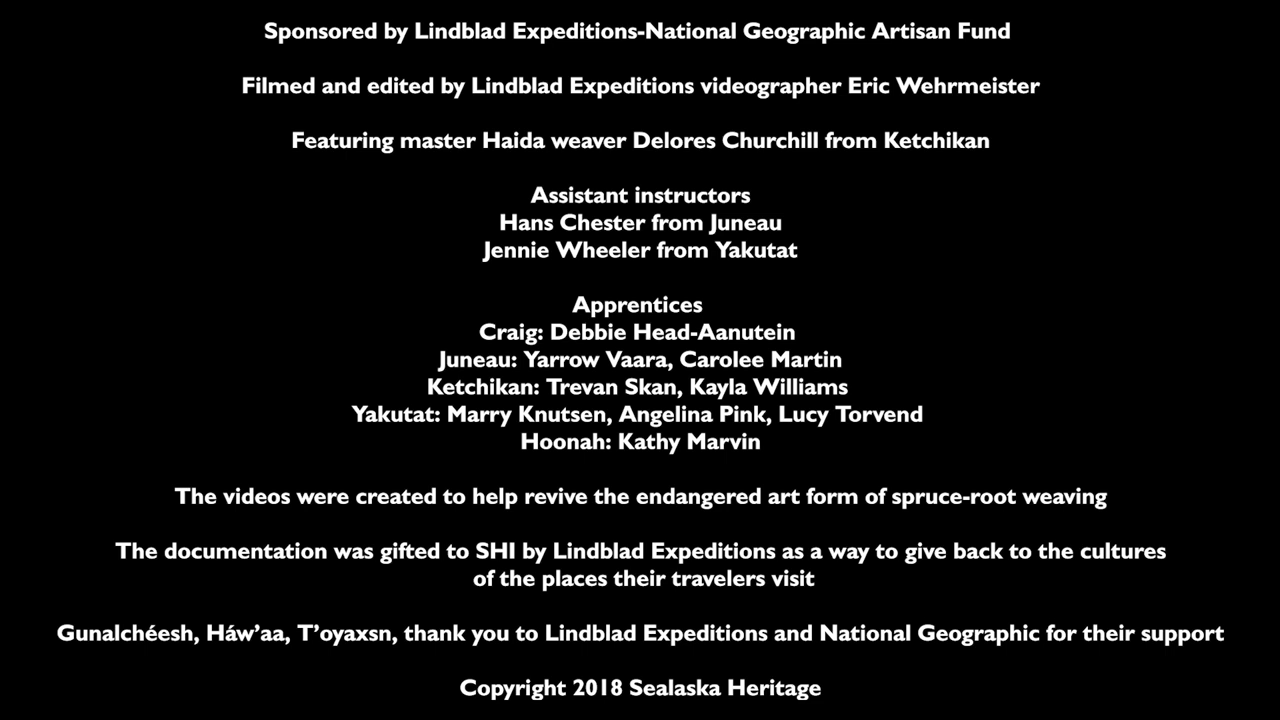 Sponsored by Lindblad Expeditions-National Geographic Artisan Fund
Filmed and edited by Lindblad Expeditions videographer Eric Wehrmeister
Featuring master Haida weaver Delores Churchill from Ketchikan
Assistant instructors
Hans Chester from Juneau
Jennie Wheeler from Yakutat
Apprentices
Craig: Debbie Head-Aanutein
Juneau: Yarrow Vaara, Carolee Martin
Ketchikan: Trevan Skan, Kayla Williams
Yakutat: Marry Knutsen, Angelina Pink, Lucy Torvend
Hoonah: Kathy Marvin
The videos were created to help revive the endangered art form of spruce-root weaving
The documentation was gifted to SHI by Lindblad Expeditions as a way to give back to the cultures
of the places their travelers visit
Gunalchéesh, Háw’aa, T’oyaxsn, thank you to Lindblad Expeditions and National Geographic for their support
Copyright 2018 Sealaska Heritage